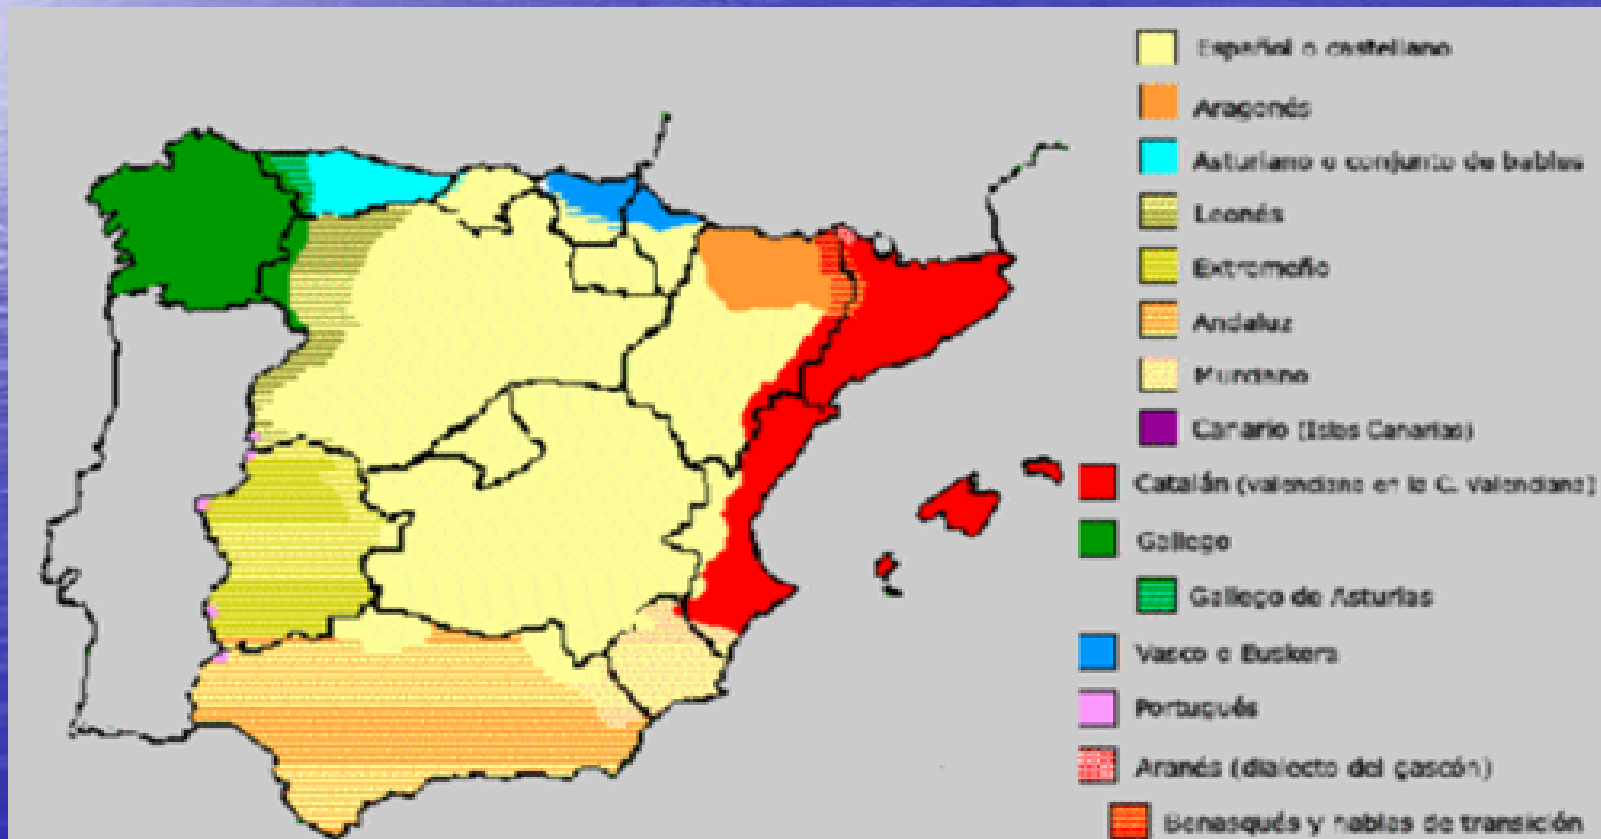 Español o castellano
Aragonés
Asturiano o conjunto de bables
Leonés
Extremeño
Andaluz
Murciano
Canario (Islas Canarias)
Catalán (valenciano en la C. Valenciana)
Gallego
Gallego de Asturias
Vasco o Euskera
Portugués
Aranés (dialecto del gascón)
Benasqués y hablas de transición